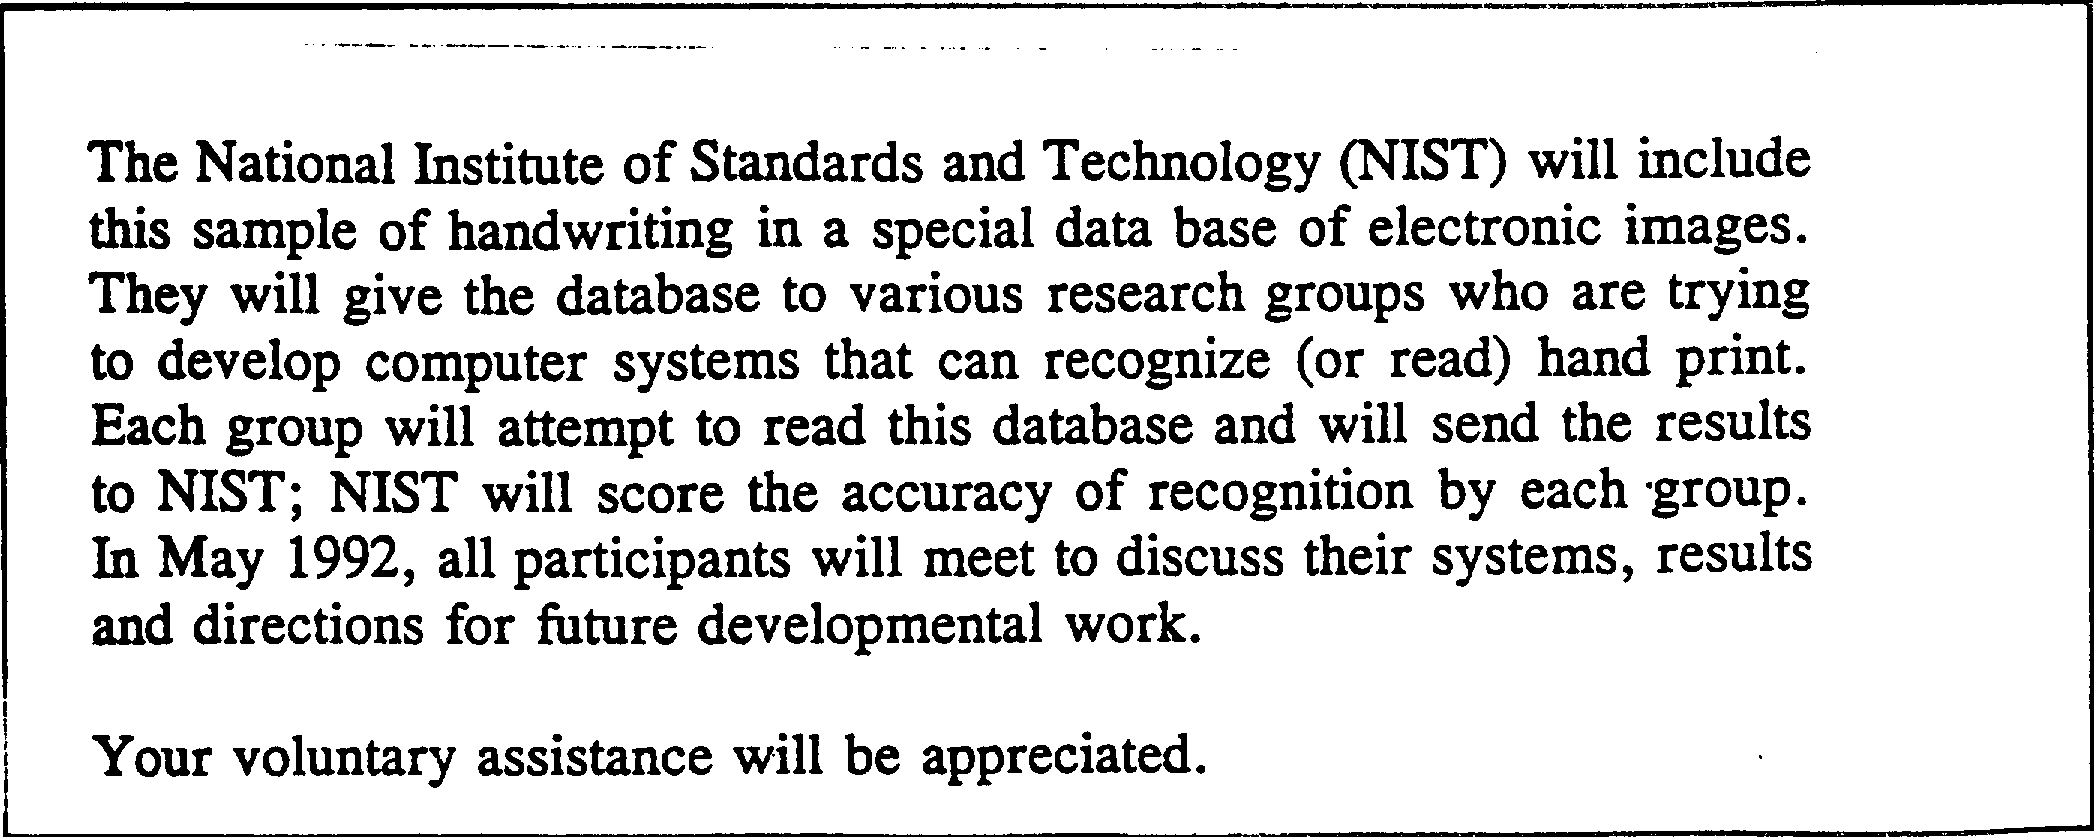 The National Institute of Standards and Technology (NIST) will include
this sample of handwriting in a special data base of electronic images.
They will give the database to various research groups who are trying
to develop computer systems that can recognize (or read) hand print.
Each group will attempt to read this database and will send the results
to NIST; NIST will score the accuracy of recognition by each group.
In May 1992, all participants will meet to discuss their systems, results
and directions for future developmental work.
Your voluntary assistance will be appreciated.